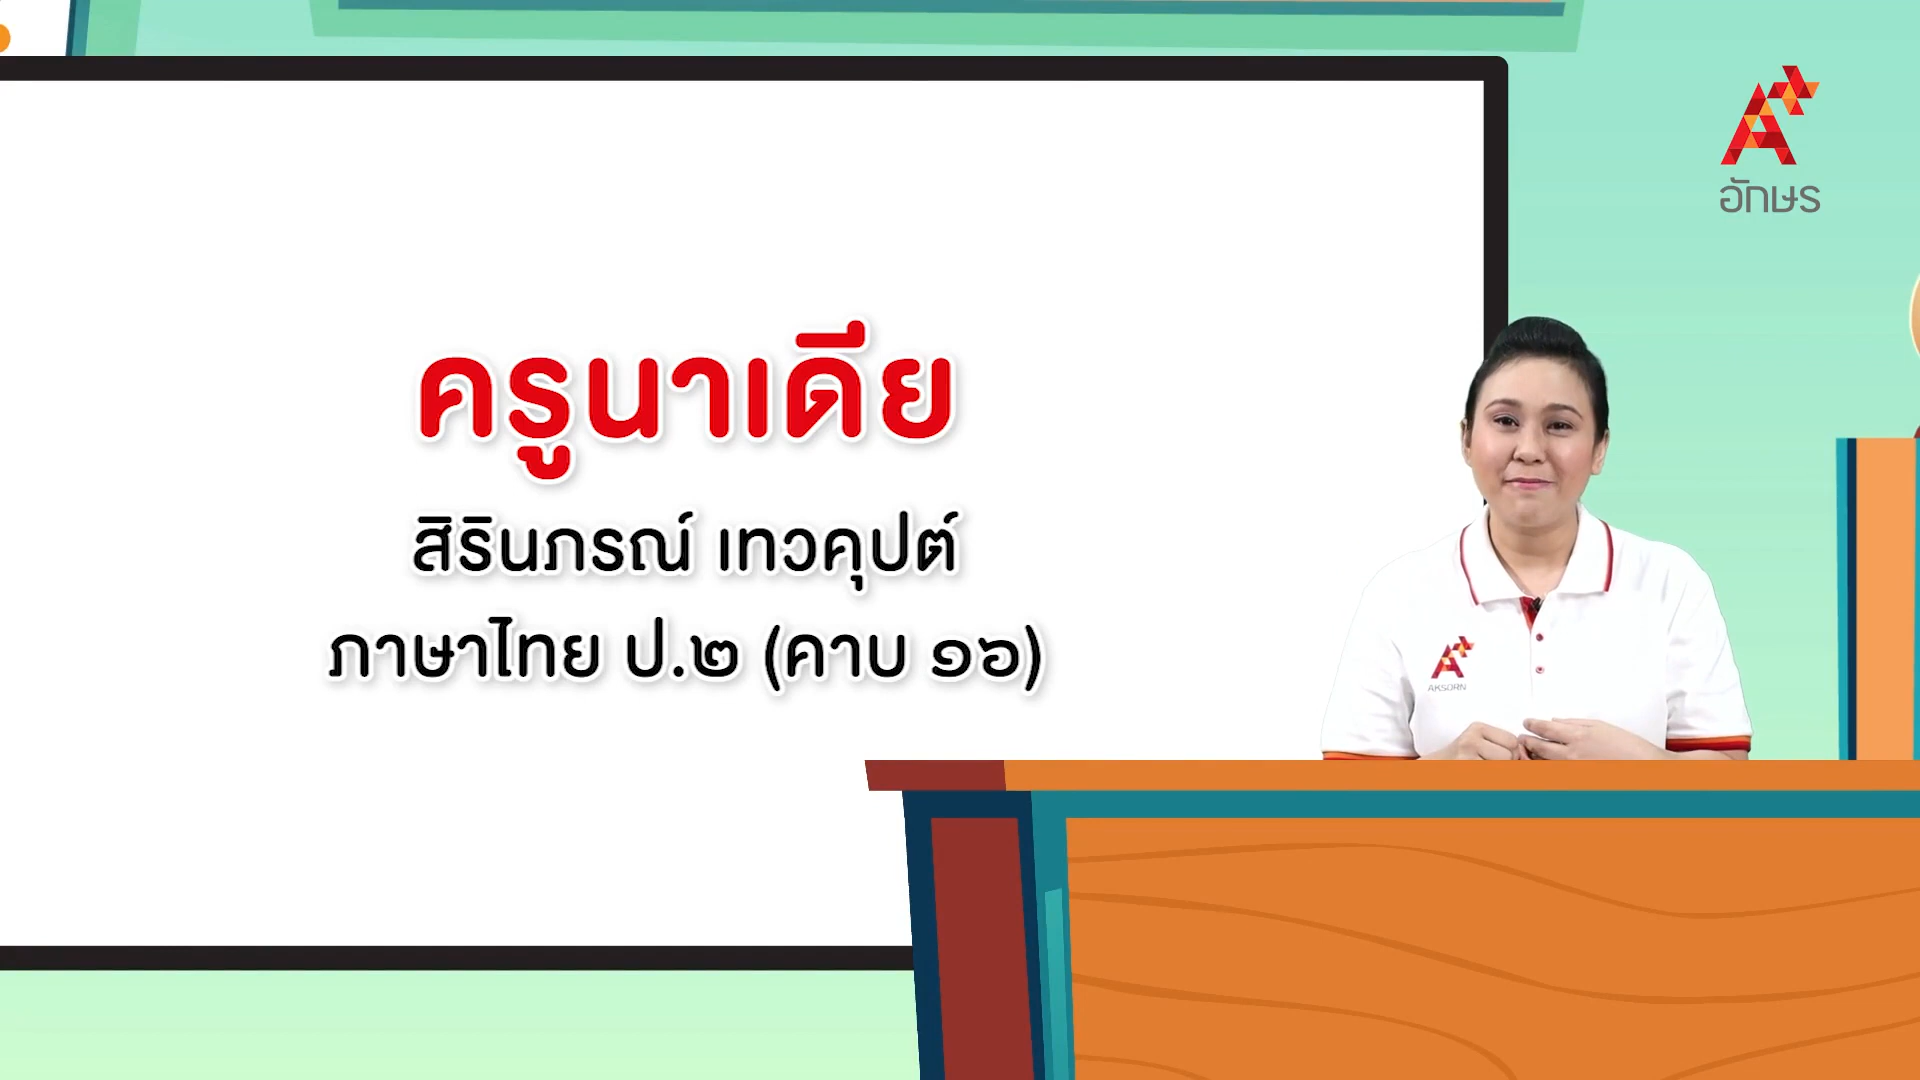 อักษร
ครูนาเดีย
สิรินภรณ์ เทวคุปต์
ภาษาไทย ป.๒ (คาบ ๑๖)
AKSORN